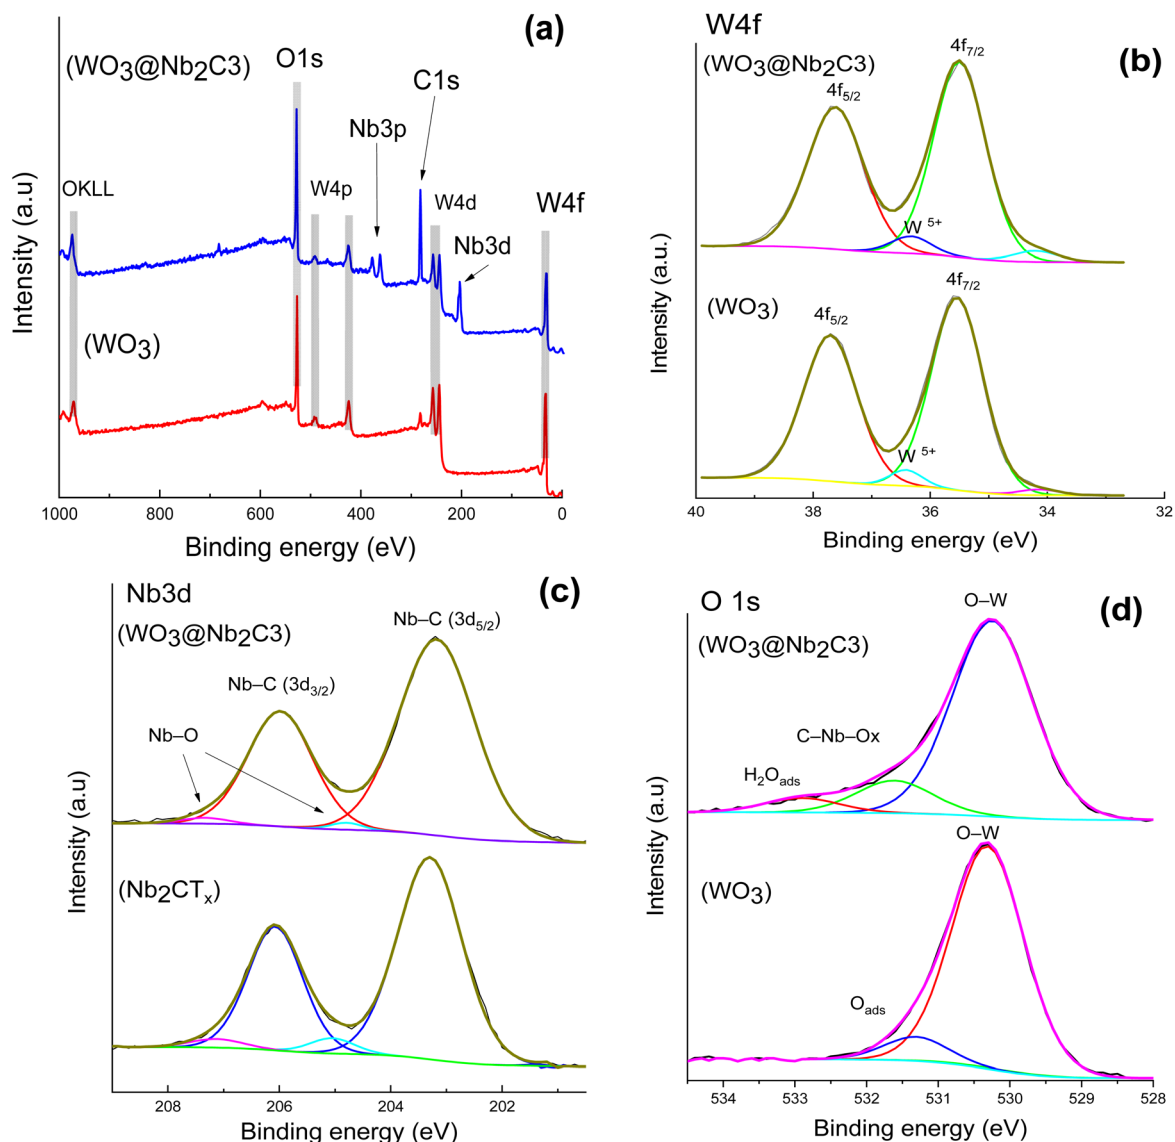 (a)
(WO3@Nb2C3)
O1s
C1s
Nb3p
OKLL
W4p
W4d
W4f
Nb3d
(WO3)
Intensity (a.u)
1000 800 600 400 200 0
Binding energy (eV)
W4f
(b)
(WO3@Nb2C3)
4f7/2
4f5/2
W 5+
(WO3)
4f7/2
4f5/2
W 5+
Intensity (a.u.)
40 38 36 34 32
Binding energy (eV)
Nb3d
(c)
(WO3@Nb2C3)
Nb–C (3d5/2)
Nb–C (3d3/2)
Nb–O
(Nb2CTx)
Intensity (a.u)
208 206 204 202
Binding energy (eV)
O 1s
(d)
O–W
(WO3@Nb2C3)
C–Nb–Ox
H2Oads
O–W
(WO3)
Oads
Intensity (a.u)
534 533 532 531 530 529 528
Binding energy (eV)